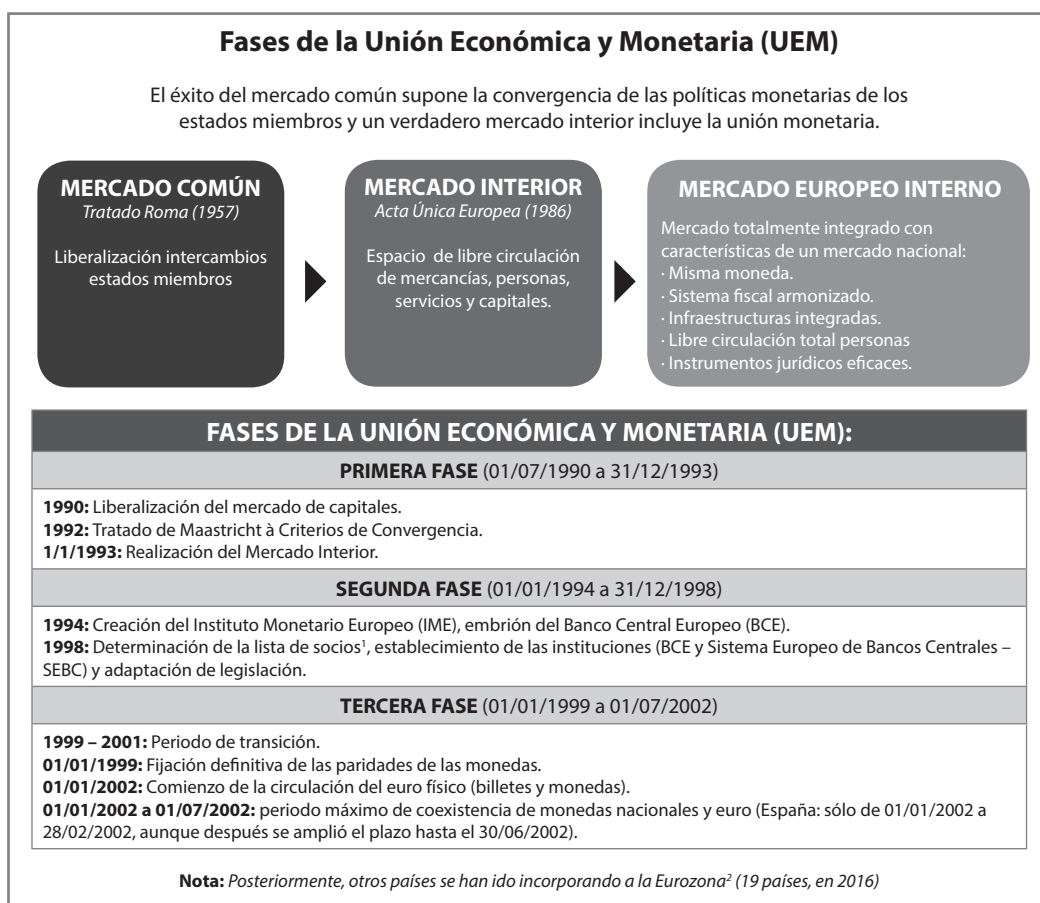 Fases de la Unión Económica y Monetaria (UEM)
El éxito del mercado común supone la convergencia de las políticas monetarias de los
estados miembros y un verdadero mercado interior incluye la unión monetaria.
MERCADO COMÚN
Tratado Roma (1957)
Liberalización intercambios
estados miembros
MERCADO INTERIOR
Acta Única Europea (1986)
Espacio de libre circulación
de mercancías, personas,
servicios y capitales.
MERCADO EUROPEO INTERNO
Mercado totalmente integrado con
características de un mercado nacional:
· Misma moneda.
· Sistema fiscal armonizado.
· Infraestructuras integradas.
· Libre circulación total personas
· Instrumentos jurídicos eficaces.
FASES DE LA UNIÓN ECONÓMICA Y MONETARIA (UEM):
PRIMERA FASE (01/07/1990 a 31/12/1993)
1990: Liberalización del mercado de capitales.
1992: Tratado de Maastricht à Criterios de Convergencia.
1/1/1993: Realización del Mercado Interior.
SEGUNDA FASE (01/01/1994 a 31/12/1998)
1994: Creación del Instituto Monetario Europeo (IME), embrión del Banco Central Europeo (BCE).
1998: Determinación de la lista de socios¹, establecimiento de las instituciones (BCE y Sistema Europeo de Bancos Centrales –
SEBC) y adaptación de legislación.
TERCERA FASE (01/01/1999 a 01/07/2002)
1999 – 2001: Periodo de transición.
01/01/1999: Fijación definitiva de las paridades de las monedas.
01/01/2002: Comienzo de la circulación del euro físico (billetes y monedas).
01/01/2002 a 01/07/2002: periodo máximo de coexistencia de monedas nacionales y euro (España: sólo de 01/01/2002 a
28/02/2002, aunque después se amplió el plazo hasta el 30/06/2002).
Nota: Posteriormente, otros países se han ido incorporando a la Eurozona² (19 países, en 2016)